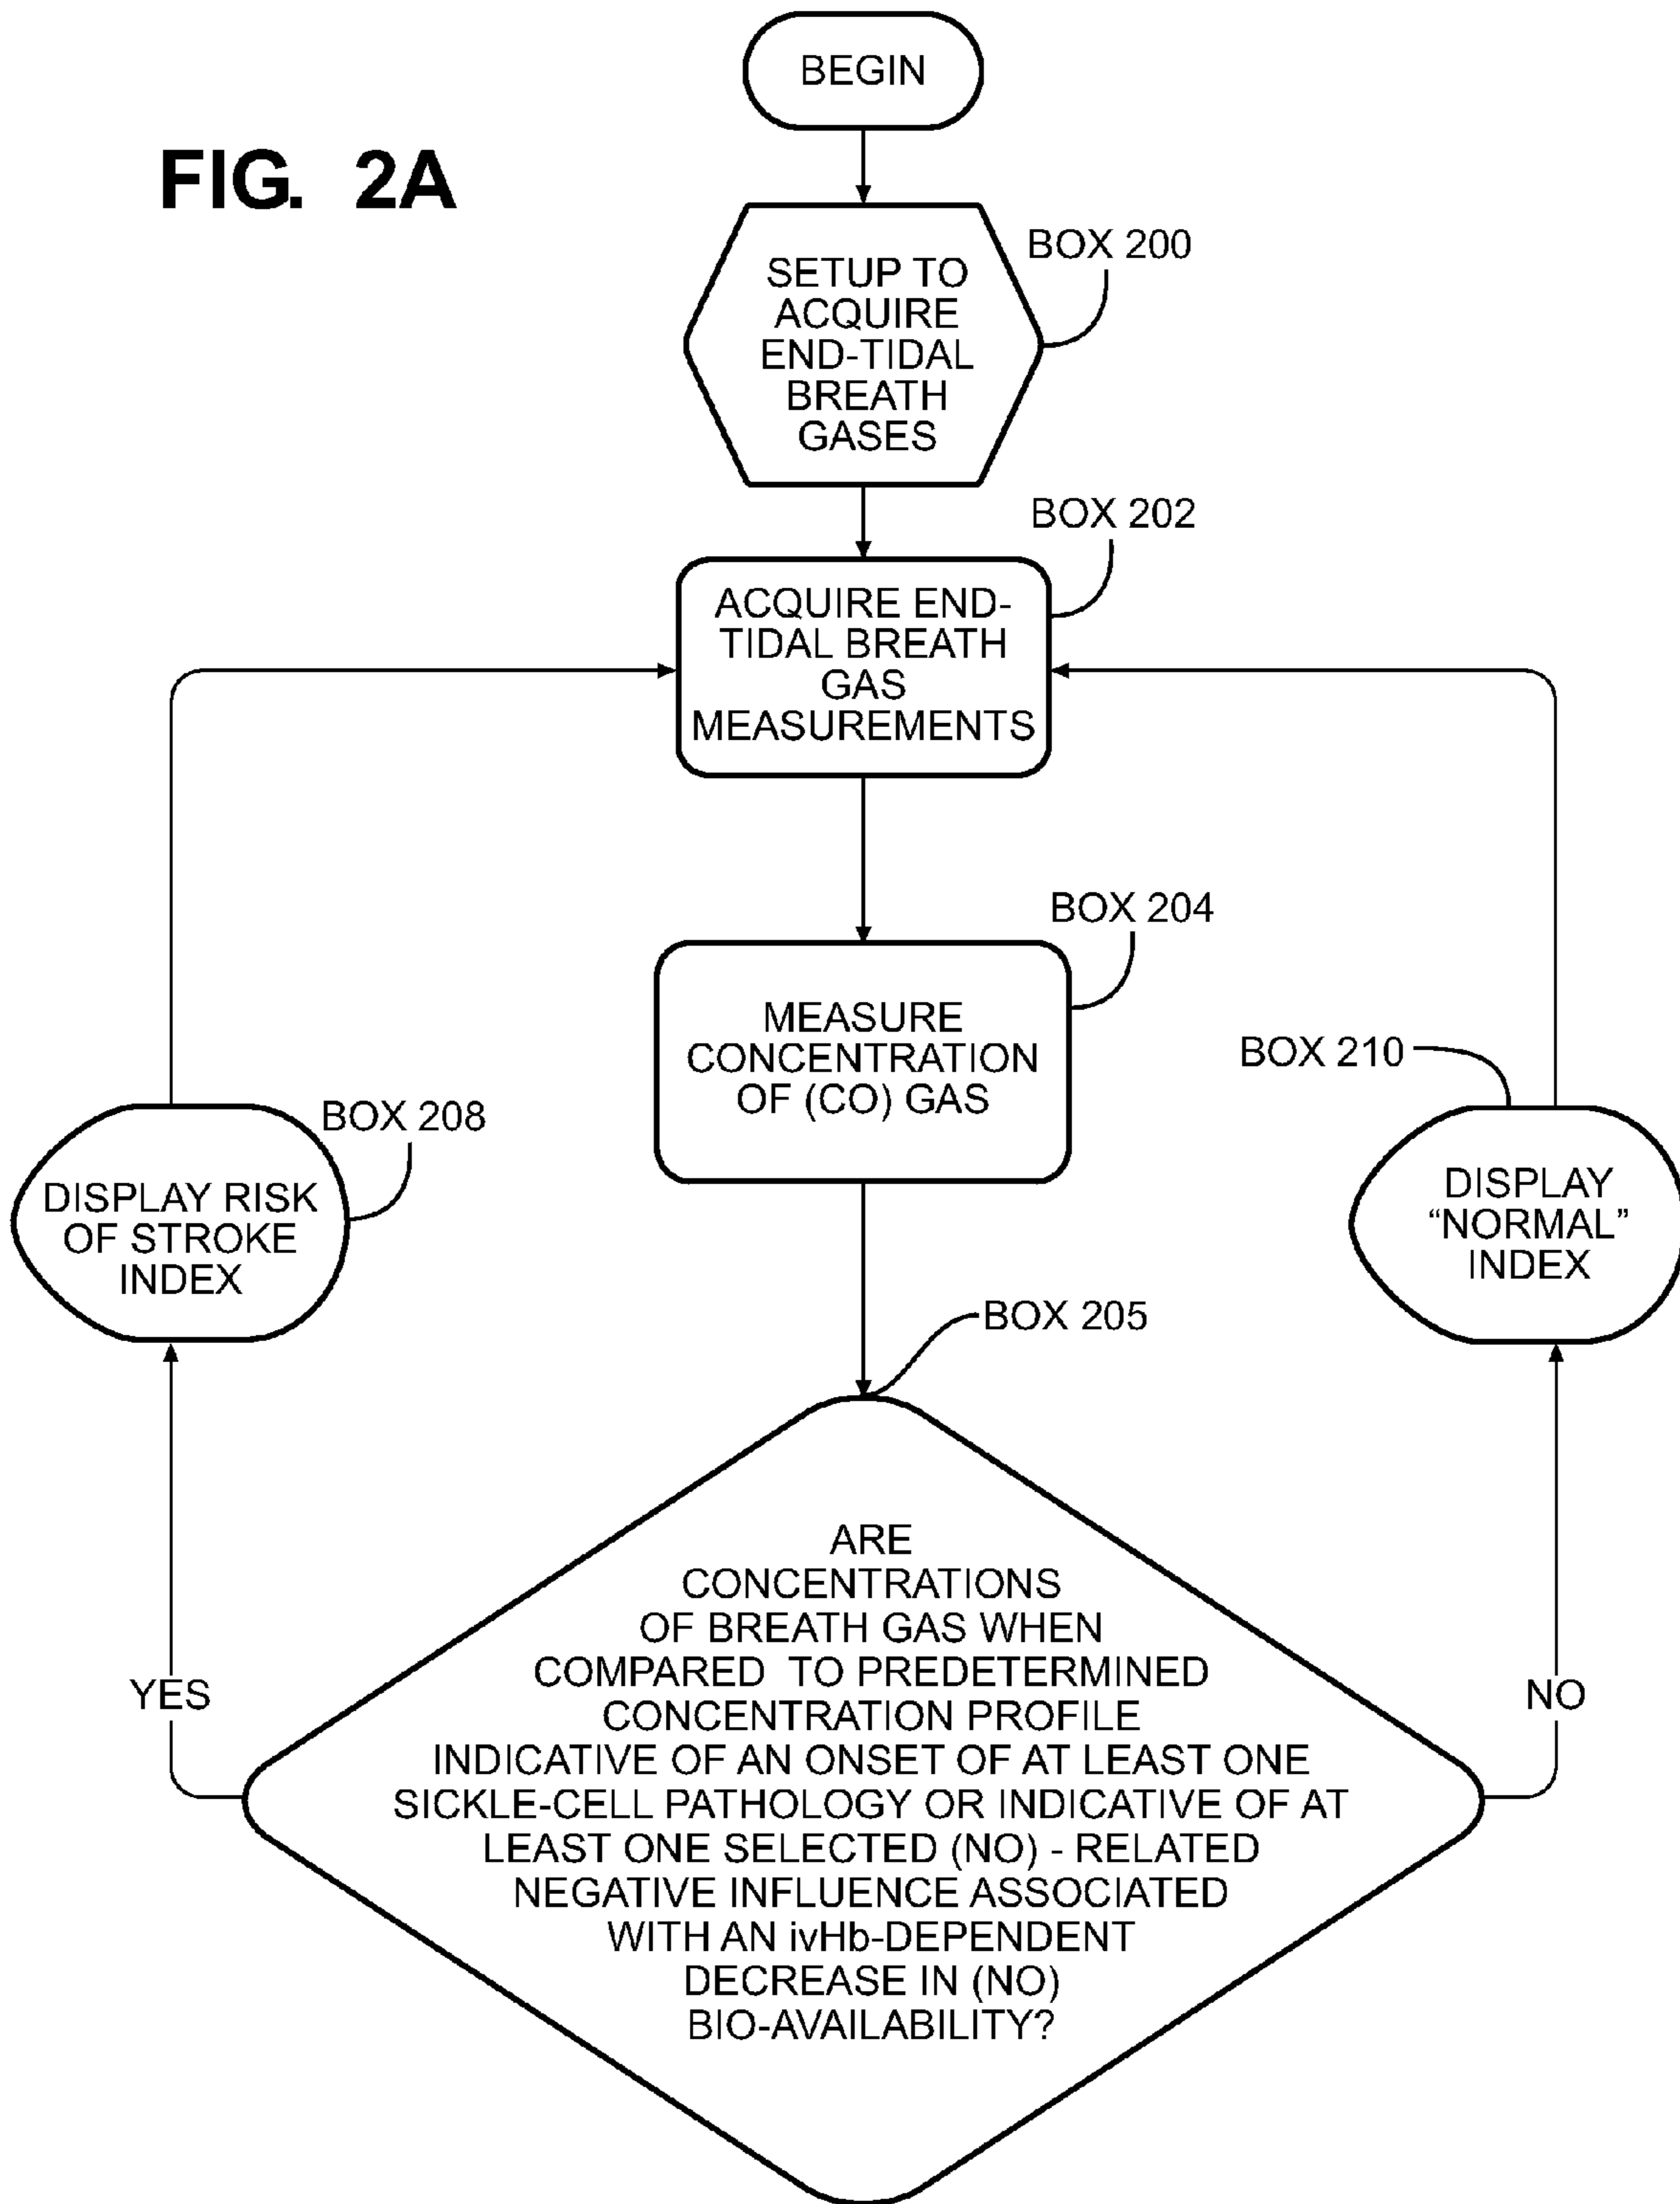 BEGIN
FIG. 2A
BOX 200
SETUP TO
ACQUIRE
END-TIDAL
BREATH
GASES
BOX 202
ACQUIRE END-
TIDAL BREATH
GAS
MEASUREMENTS
BOX 204
MEASURE
CONCENTRATION
OF (CO) GAS
BOX 208
DISPLAY RISK
OF STROKE
INDEX
BOX 210
DISPLAY
“NORMAL”
INDEX
BOX 205
ARE
CONCENTRATIONS
OF BREATH GAS WHEN
COMPARED TO PREDETERMINED
CONCENTRATION PROFILE
INDICATIVE OF AN ONSET OF AT LEAST ONE
SICKLE-CELL PATHOLOGY OR INDICATIVE OF AT
LEAST ONE SELECTED (NO) - RELATED
NEGATIVE INFLUENCE ASSOCIATED
WITH AN ivHb-DEPENDENT
DECREASE IN (NO)
BIO-AVAILABILITY?
YES
NO